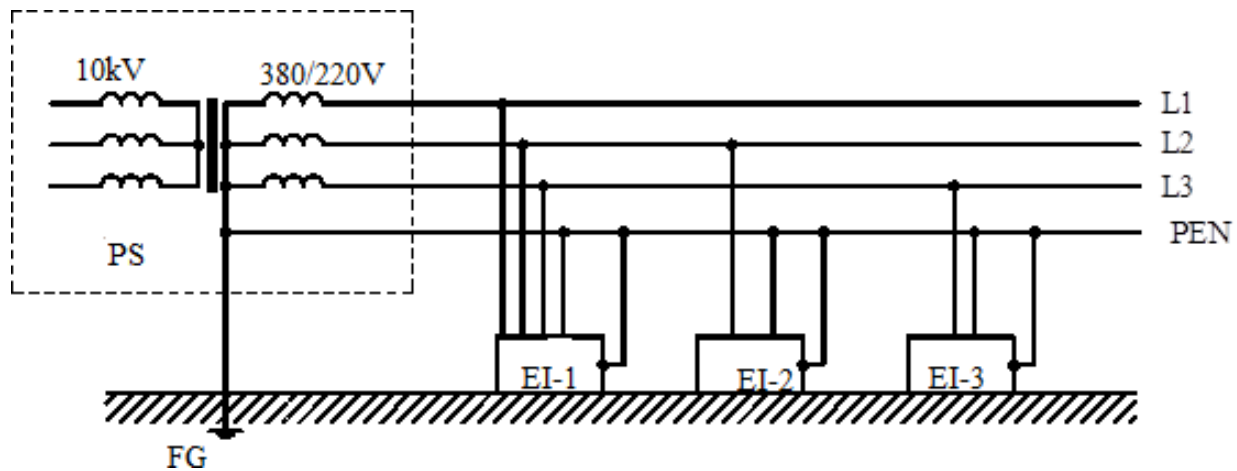 10kV
380/220V
L1
L2
L3
PEN
PS
EI-1
EI-2
EI-3
FG